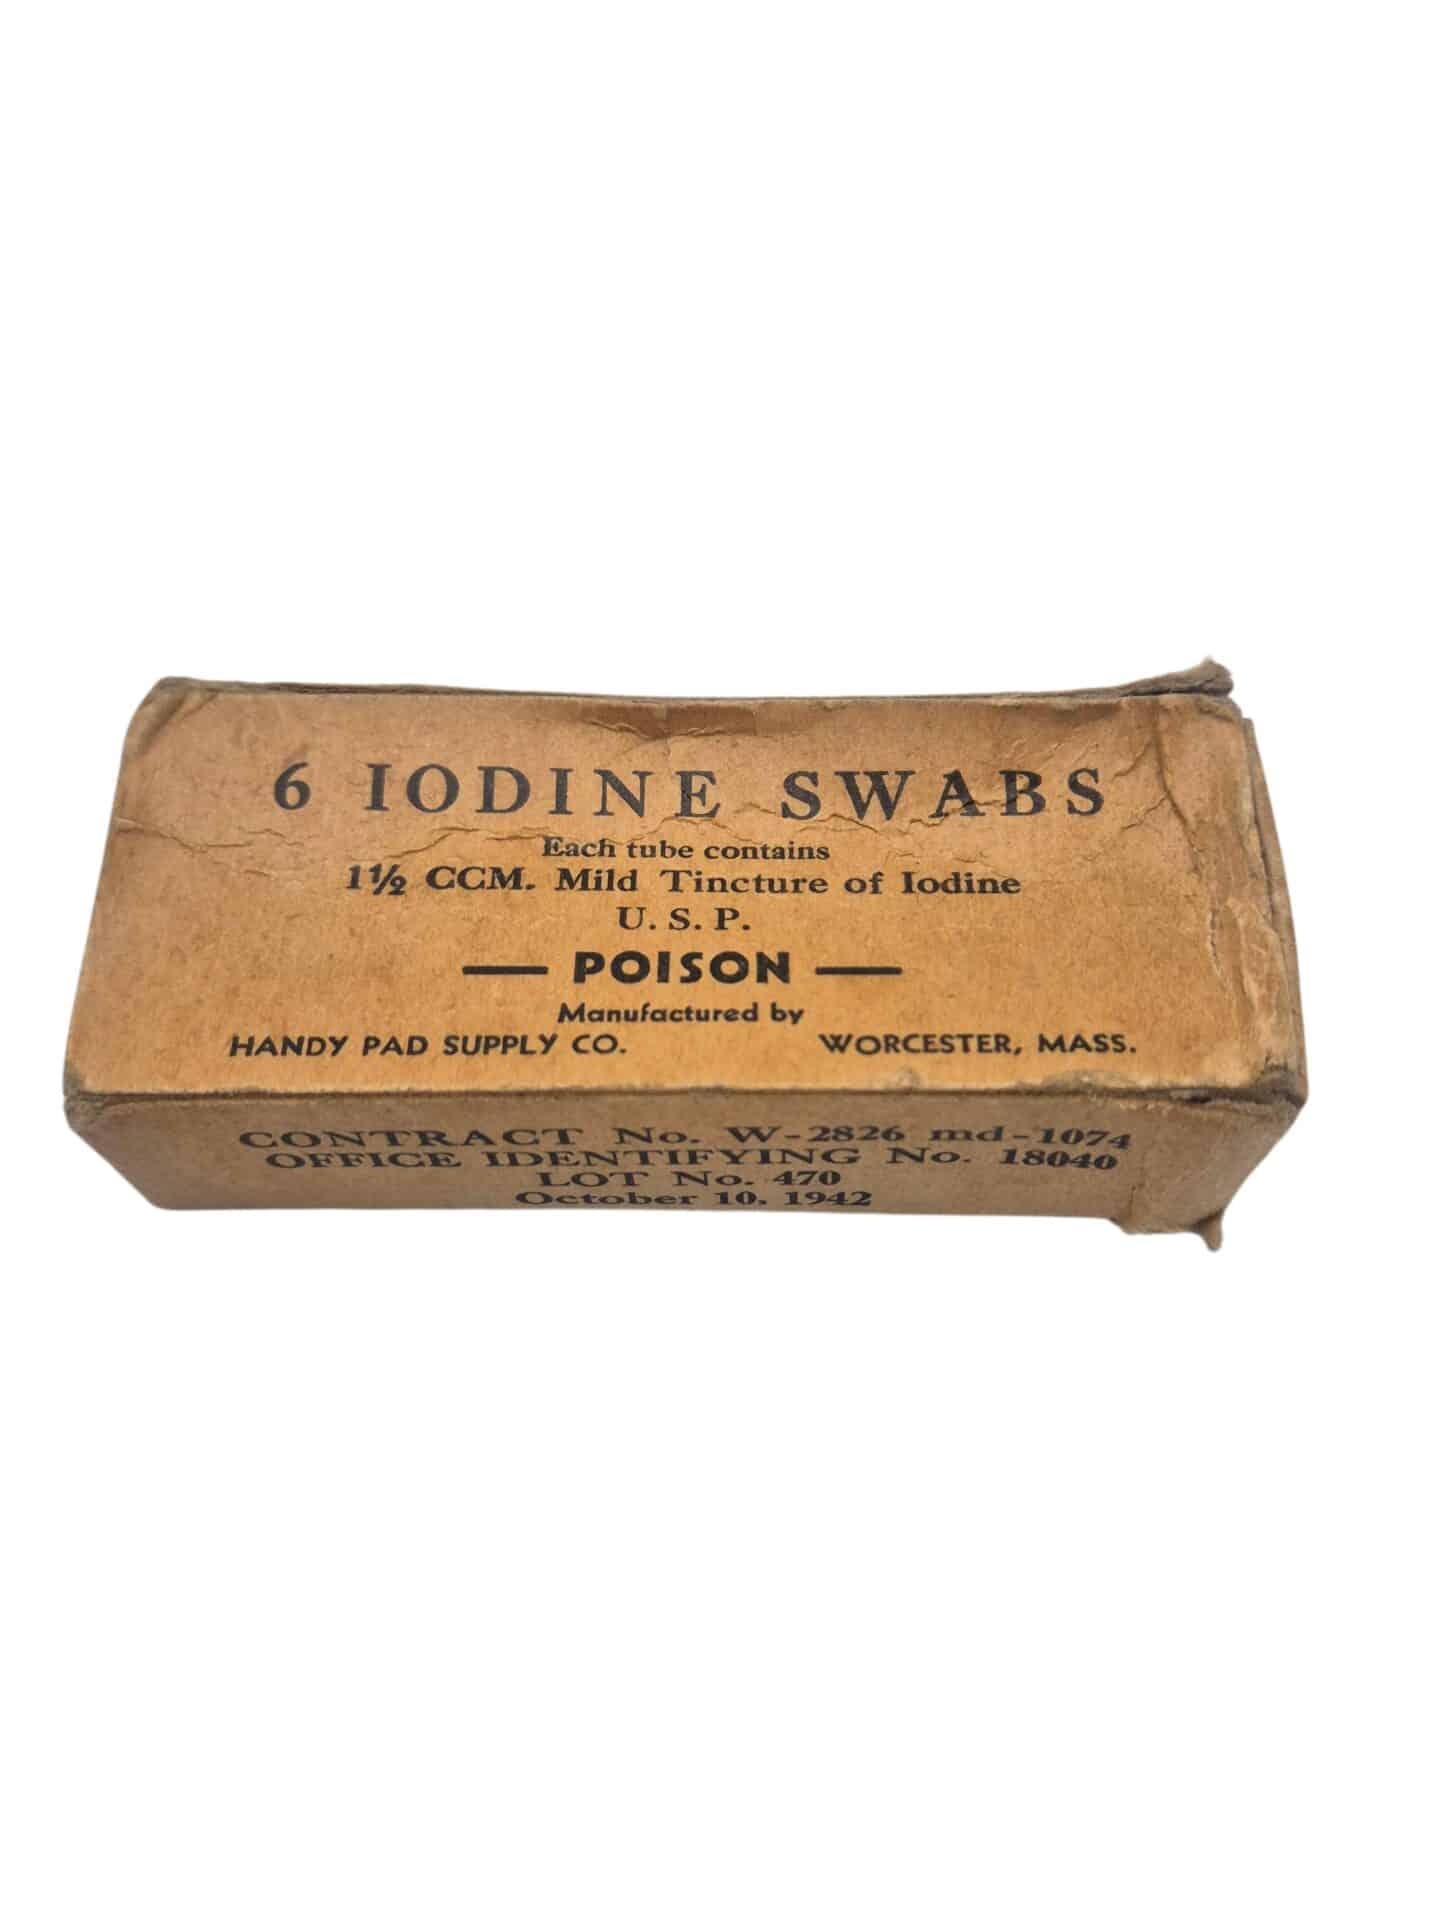 6 IODINE SWABS
Each tube contains
1½ CCM. Mild Tincture of Iodine
U. S. P.
— POISON —
Manufactured by
HANDY PAD SUPPLY CO. WORCESTER, MASS.
CONTRACT No. W-2826 md-1074
OFFICE IDENTIFYING No. 18040
LOT No. 470
October 10, 1942